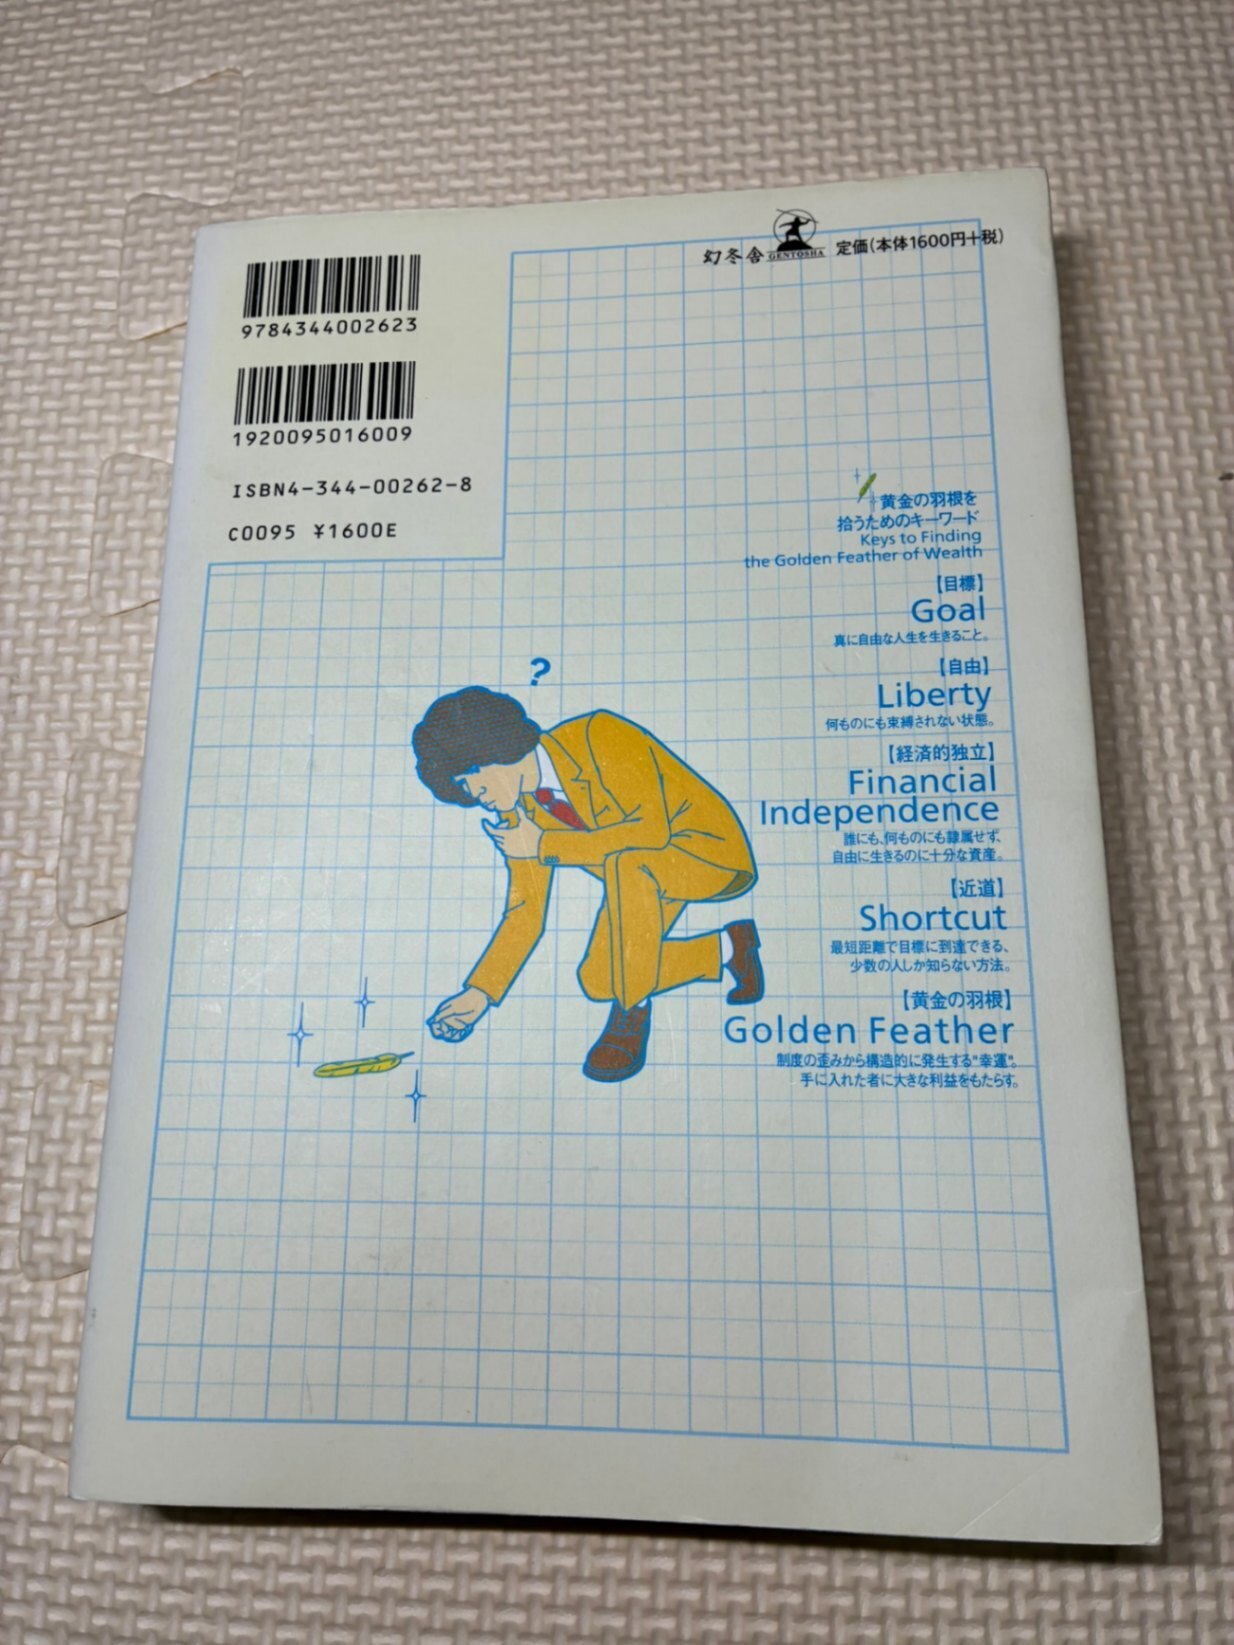 9784344002623
1920095016009
ISBN4-344-00262-8
C0095 ¥1600E
幻冬舎
GENTOSHA
定価(本体1600円+税)
黄金の羽根を
拾うためのキーワード
Keys to Finding
the Golden Feather of Wealth
【目標】
Goal
真に自由な人生を生きること。
【自由】
Liberty
何ものにも束縛されない状態。
【経済的独立】
Financial
Independence
誰にも、何ものにも隷属せず、
自由に生きるのに十分な資産。
【近道】
Shortcut
最短距離で目標に到達できる、
少数の人しか知らない方法。
【黄金の羽根】
Golden Feather
制度の歪みから構造的に発生する"幸運"。
手に入れた者に大きな利益をもたらす。
?